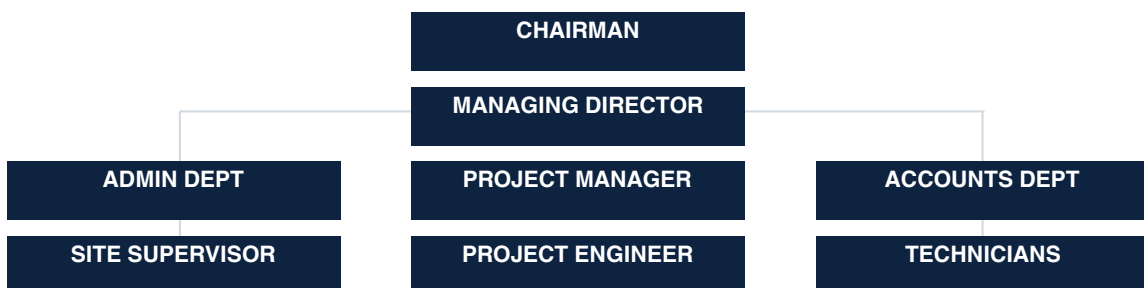 CHAIRMAN
MANAGING DIRECTOR
ADMIN DEPT
PROJECT MANAGER
ACCOUNTS DEPT
SITE SUPERVISOR
PROJECT ENGINEER
TECHNICIANS